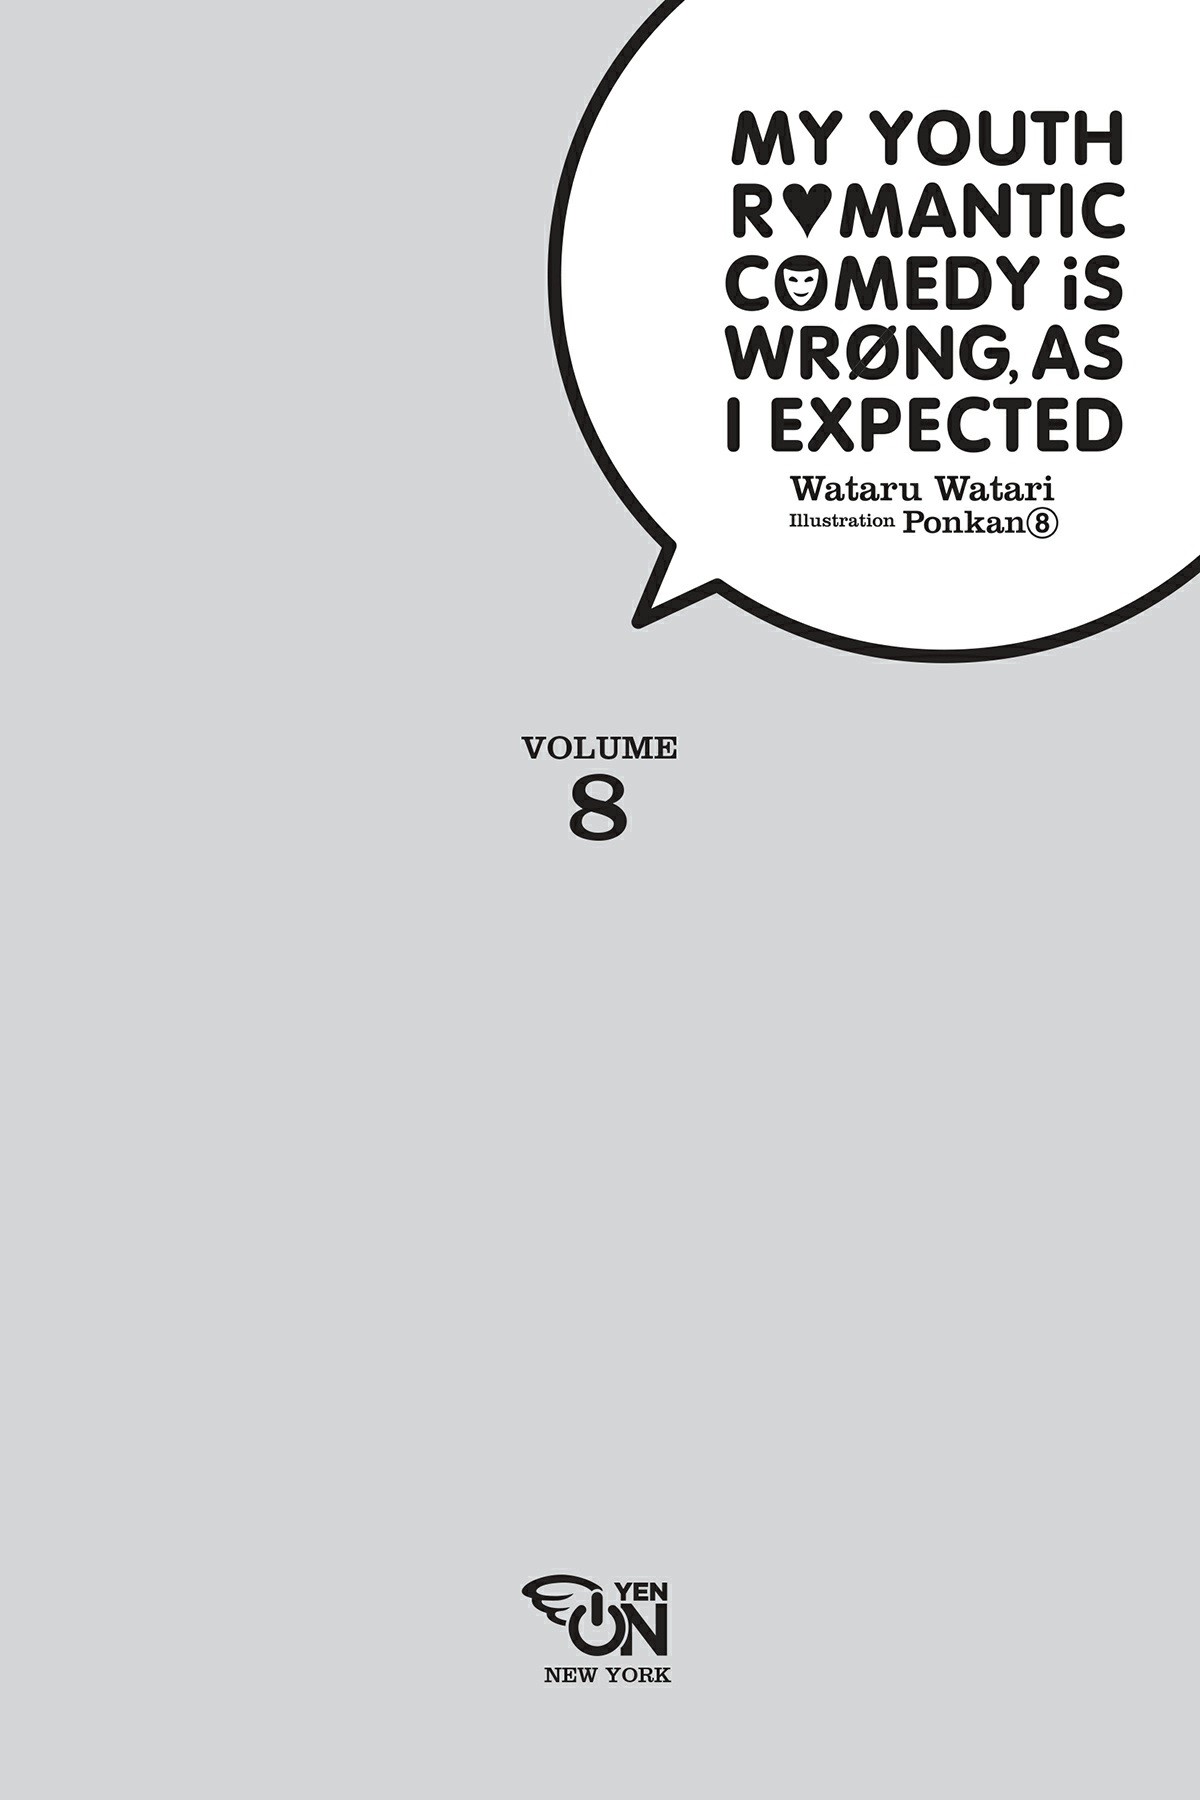 MY YOUTH
R♥MANTIC
COMEDY iS
WRØNG, AS
I EXPECTED
Wataru Watari
Illustration Ponkan⑧
VOLUME
8
YEN
ON
NEW YORK